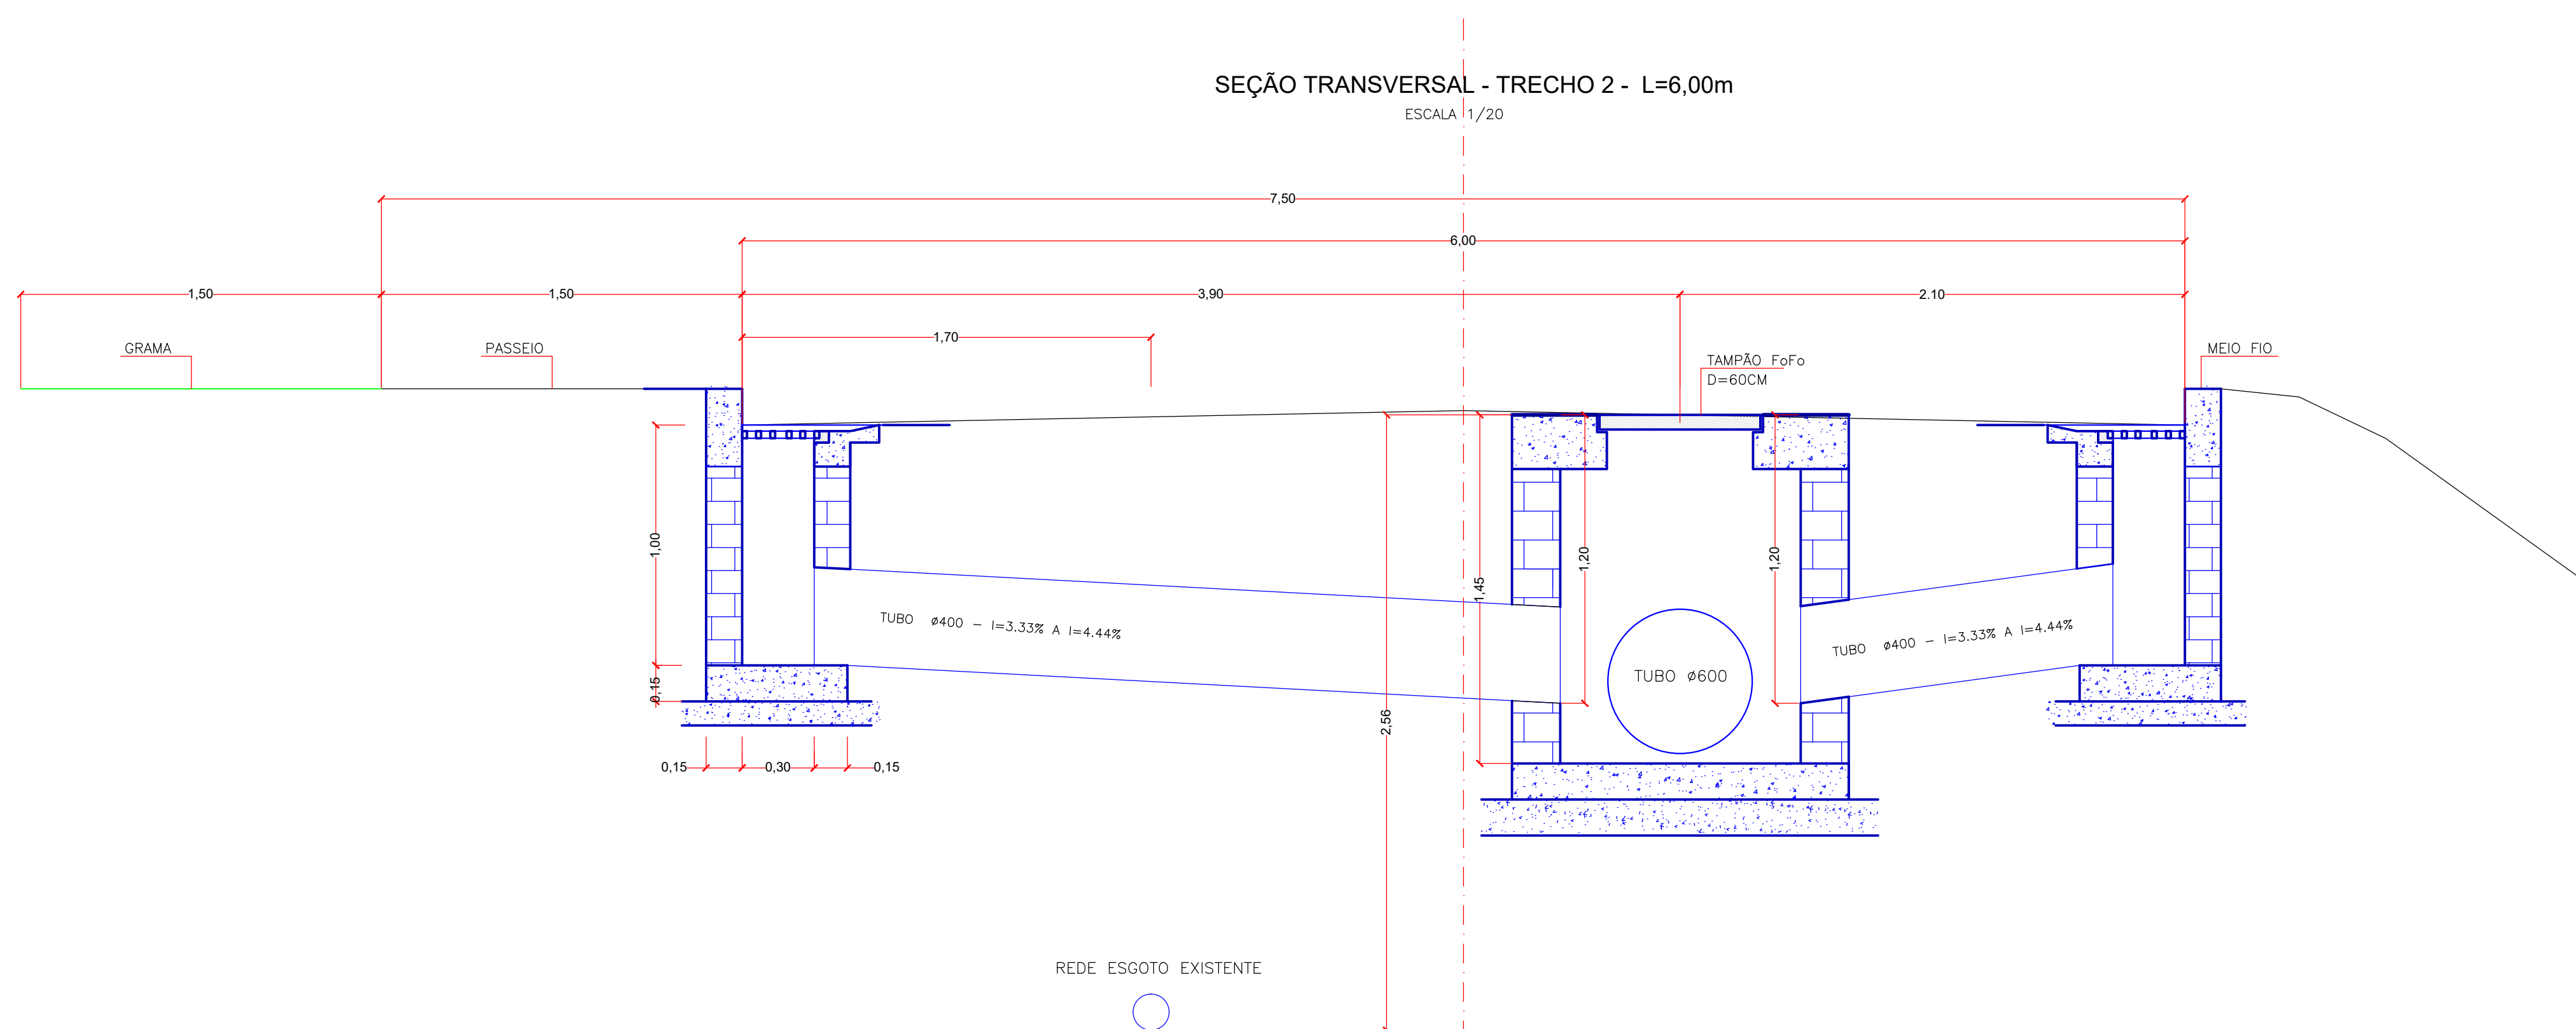 SEÇÃO TRANSVERSAL - TRECHO 2 - L=6,00m
ESCALA 1/20
7,50
6,00
1,50
1,50
3,90
2.10
1,70
GRAMA
PASSEIO
TAMPÃO FoFo
D=60CM
MEIO FIO
1,00
0,15
1,45
1,20
1,20
2,56
TUBO ø400 - I=3.33% A I=4.44%
TUBO ø600
TUBO ø400 - I=3.33% A I=4.44%
0,15
0,30
0,15
REDE ESGOTO EXISTENTE